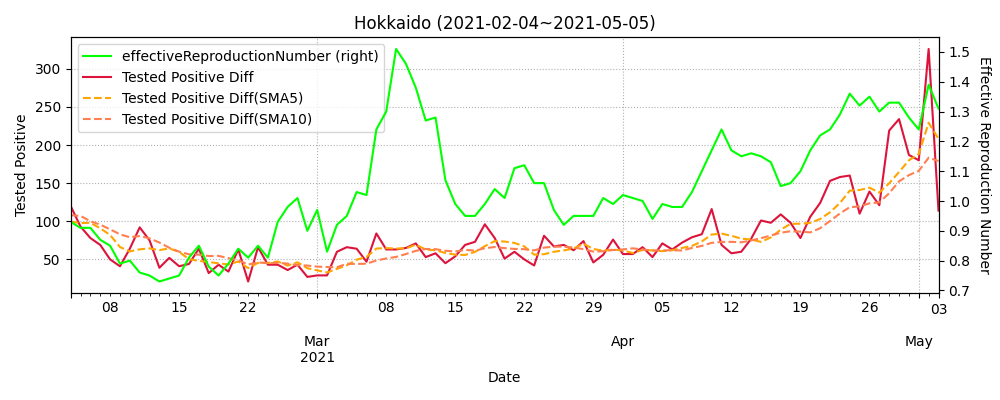 Hokkaido (2021-02-04~2021-05-05)
effectiveReproductionNumber (right)
Tested Positive Diff
Tested Positive Diff(SMA5)
Tested Positive Diff(SMA10)
Tested Positive
300
250
200
150
100
50
1.5
1.4
1.3
1.2
1.1
1.0
0.9
0.8
0.7
Effective Reproduction Number
08 15 22 08 15 22 29 05 12 19 26 03
Mar Apr May
2021
Date